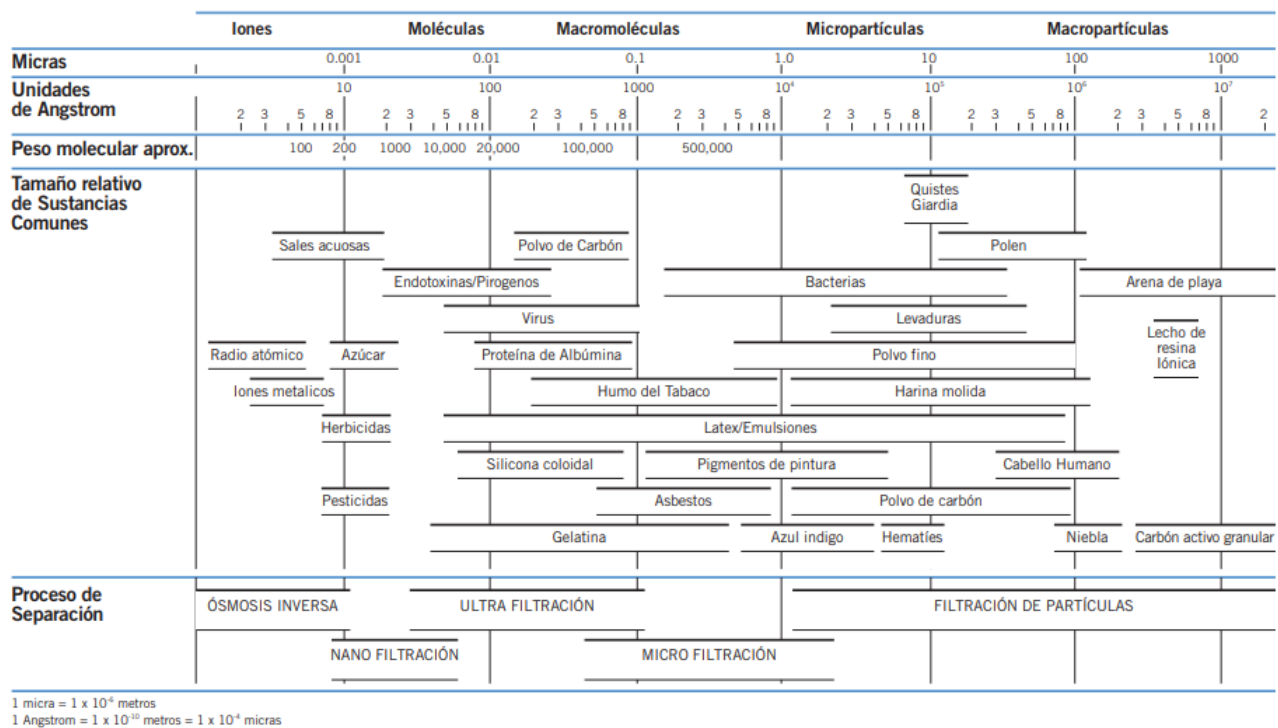 Iones Moléculas Macromoléculas Micropartículas Macropartículas
Micras 0.001 0.01 0.1 1.0 10 100 1000
Unidades 10 100 1000 10⁴ 10⁵ 10⁶ 10⁷
de Angstrom
2 3 5 8 2 3 5 8 2 3 5 8 2 3 5 8 2 3 5 8 2 3 5 8 2 3 5 8 2
Peso molecular aprox. 100 200 1000 10,000 20,000 100,000 500,000
Tamaño relativo
de Sustancias
Comunes
Quistes
Giardia
Sales acuosas Polvo de Carbón Polen
Endotoxinas/Pirogenos Bacterias Arena de playa
Virus Levaduras
Lecho de
resina
Iónica
Radio atómico Azúcar Proteína de Albúmina Polvo fino
Iones metalicos Humo del Tabaco Harina molida
Herbicidas Latex/Emulsiones
Silicona coloidal Pigmentos de pintura Cabello Humano
Pesticidas Asbestos Polvo de carbón
Gelatina Azul indigo Hematíes Niebla Carbón activo granular
Proceso de
Separación
ÓSMOSIS INVERSA ULTRA FILTRACIÓN FILTRACIÓN DE PARTÍCULAS
NANO FILTRACIÓN MICRO FILTRACIÓN
1 micra = 1 x 10⁻⁶ metros
1 Angstrom = 1 x 10⁻¹⁰ metros = 1 x 10⁻⁴ micras